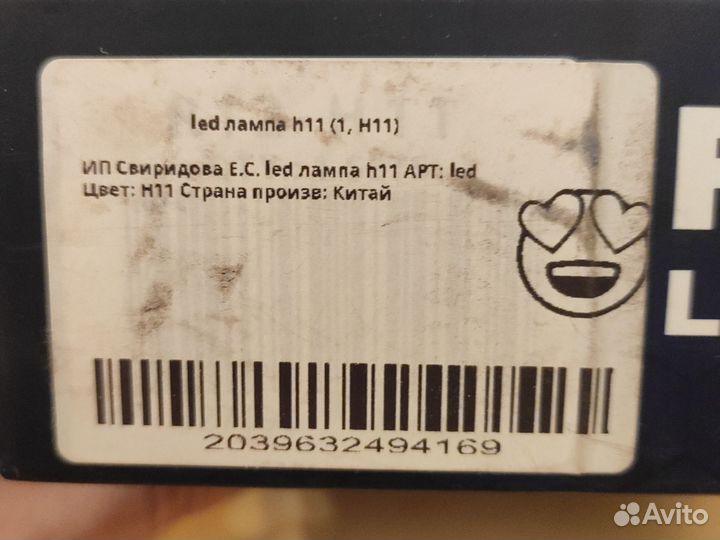 led лампа h11 (1, H11)
ИП Свиридова Е.С. led лампа h11 АРТ: led
Цвет: H11 Страна произв: Китай
2039632494169
L
Avito